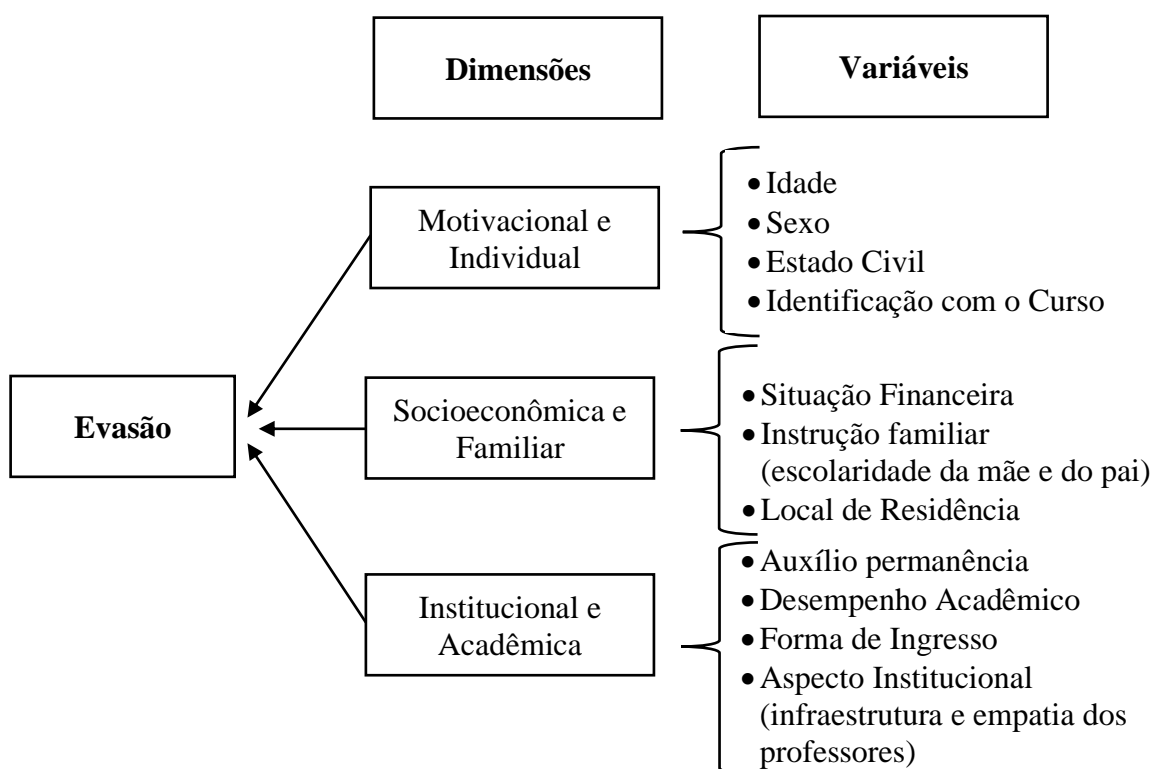 Dimensões
Variáveis
Motivacional e
Individual
• Idade
• Sexo
• Estado Civil
• Identificação com o Curso
Evasão
Socioeconômica e
Familiar
• Situação Financeira
• Instrução familiar
(escolaridade da mãe e do pai)
• Local de Residência
Institucional e
Acadêmica
• Auxílio permanência
• Desempenho Acadêmico
• Forma de Ingresso
• Aspecto Institucional
(infraestrutura e empatia dos
professores)